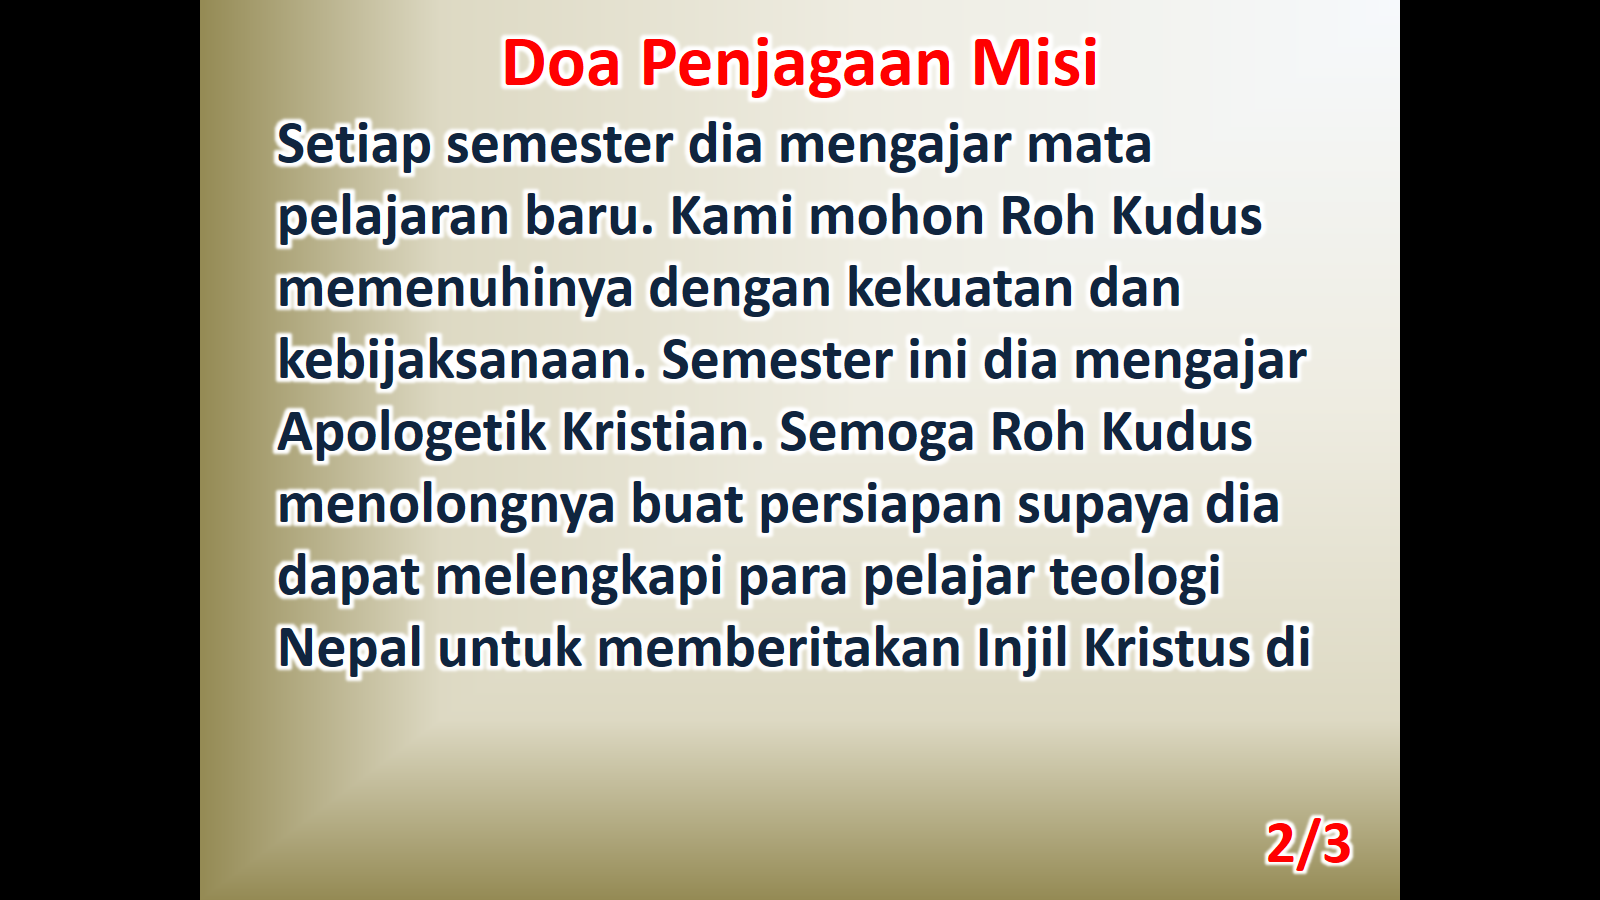 Doa Penjagaan Misi
Setiap semester dia mengajar mata
pelajaran baru. Kami mohon Roh Kudus
memenuhinya dengan kekuatan dan
kebijaksanaan. Semester ini dia mengajar
Apologetik Kristian. Semoga Roh Kudus
menolongnya buat persiapan supaya dia
dapat melengkapi para pelajar teologi
Nepal untuk memberitakan Injil Kristus di
2/3